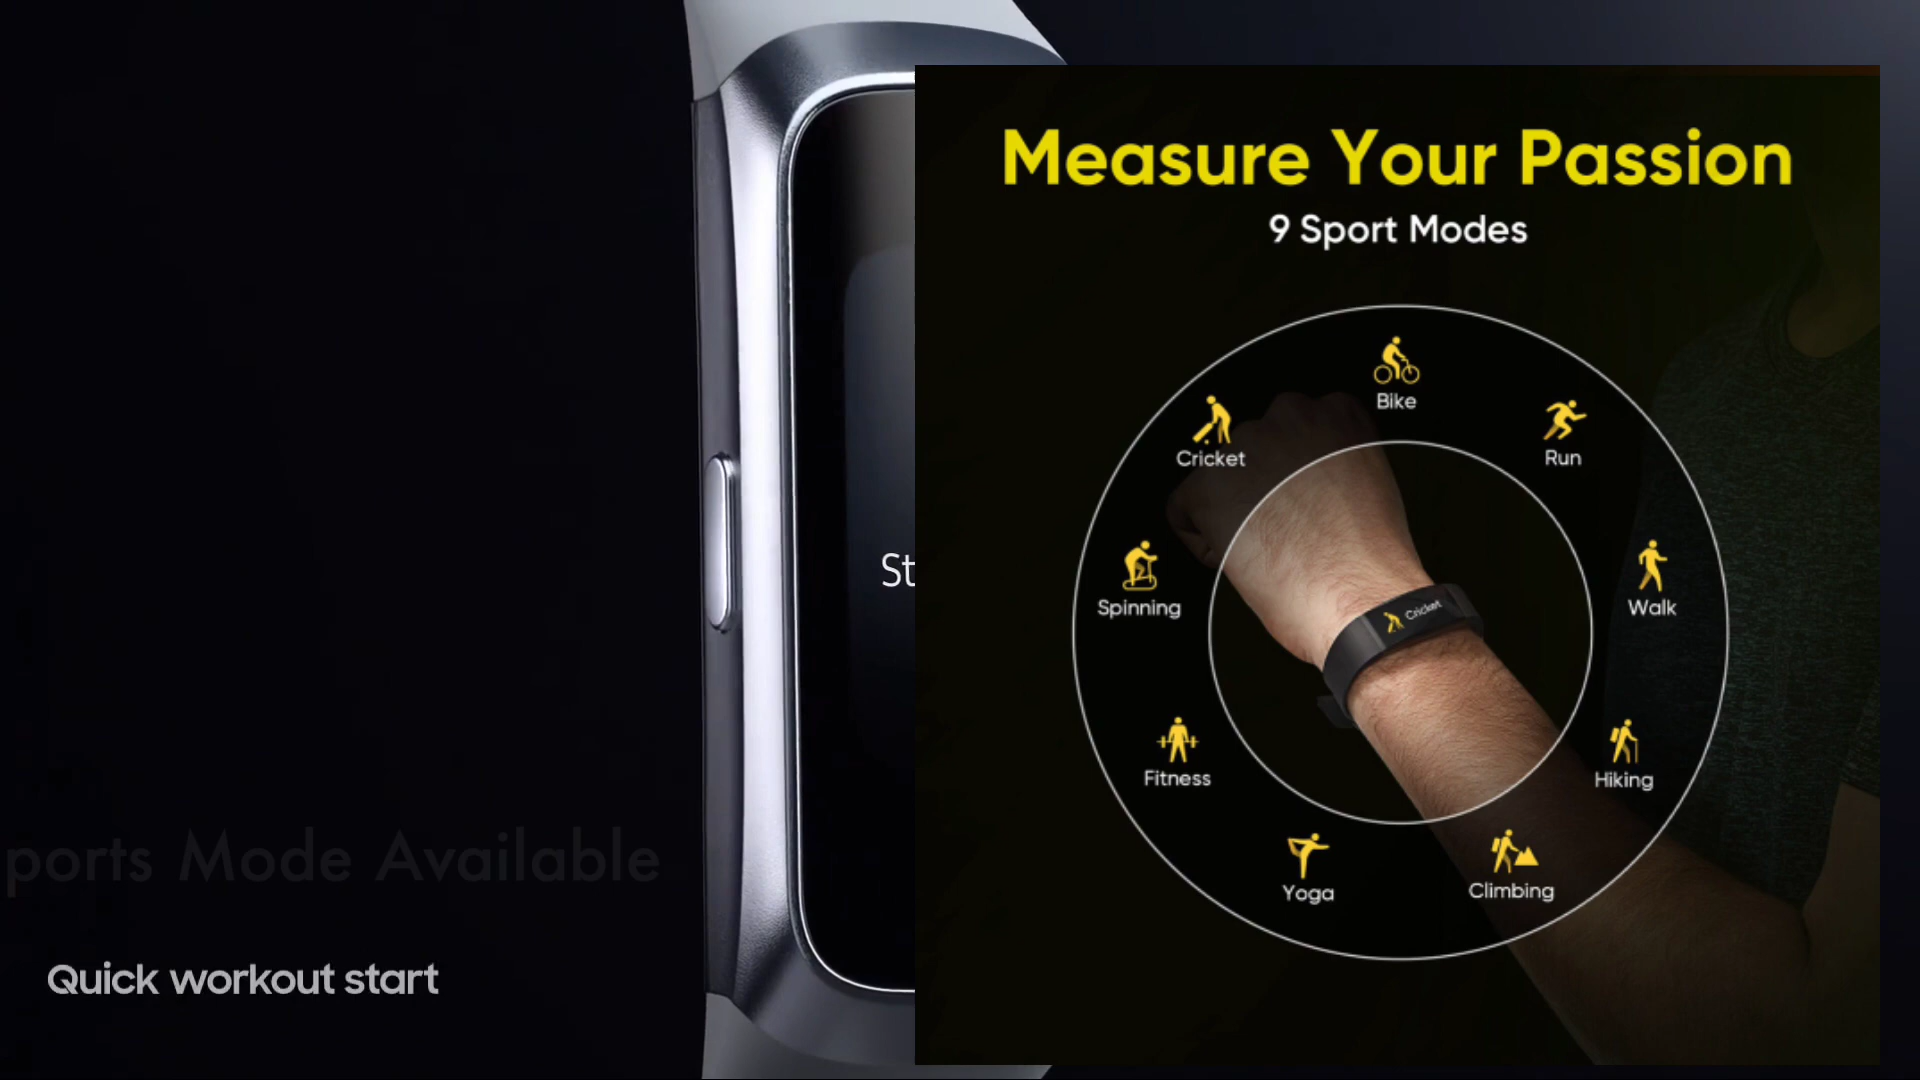 Measure Your Passion
9 Sport Modes
Bike
Cricket
Run
Spinning
Walk
Cricket
St
Fitness
Hiking
Yoga
Climbing
ports Mode Available
Quick workout start